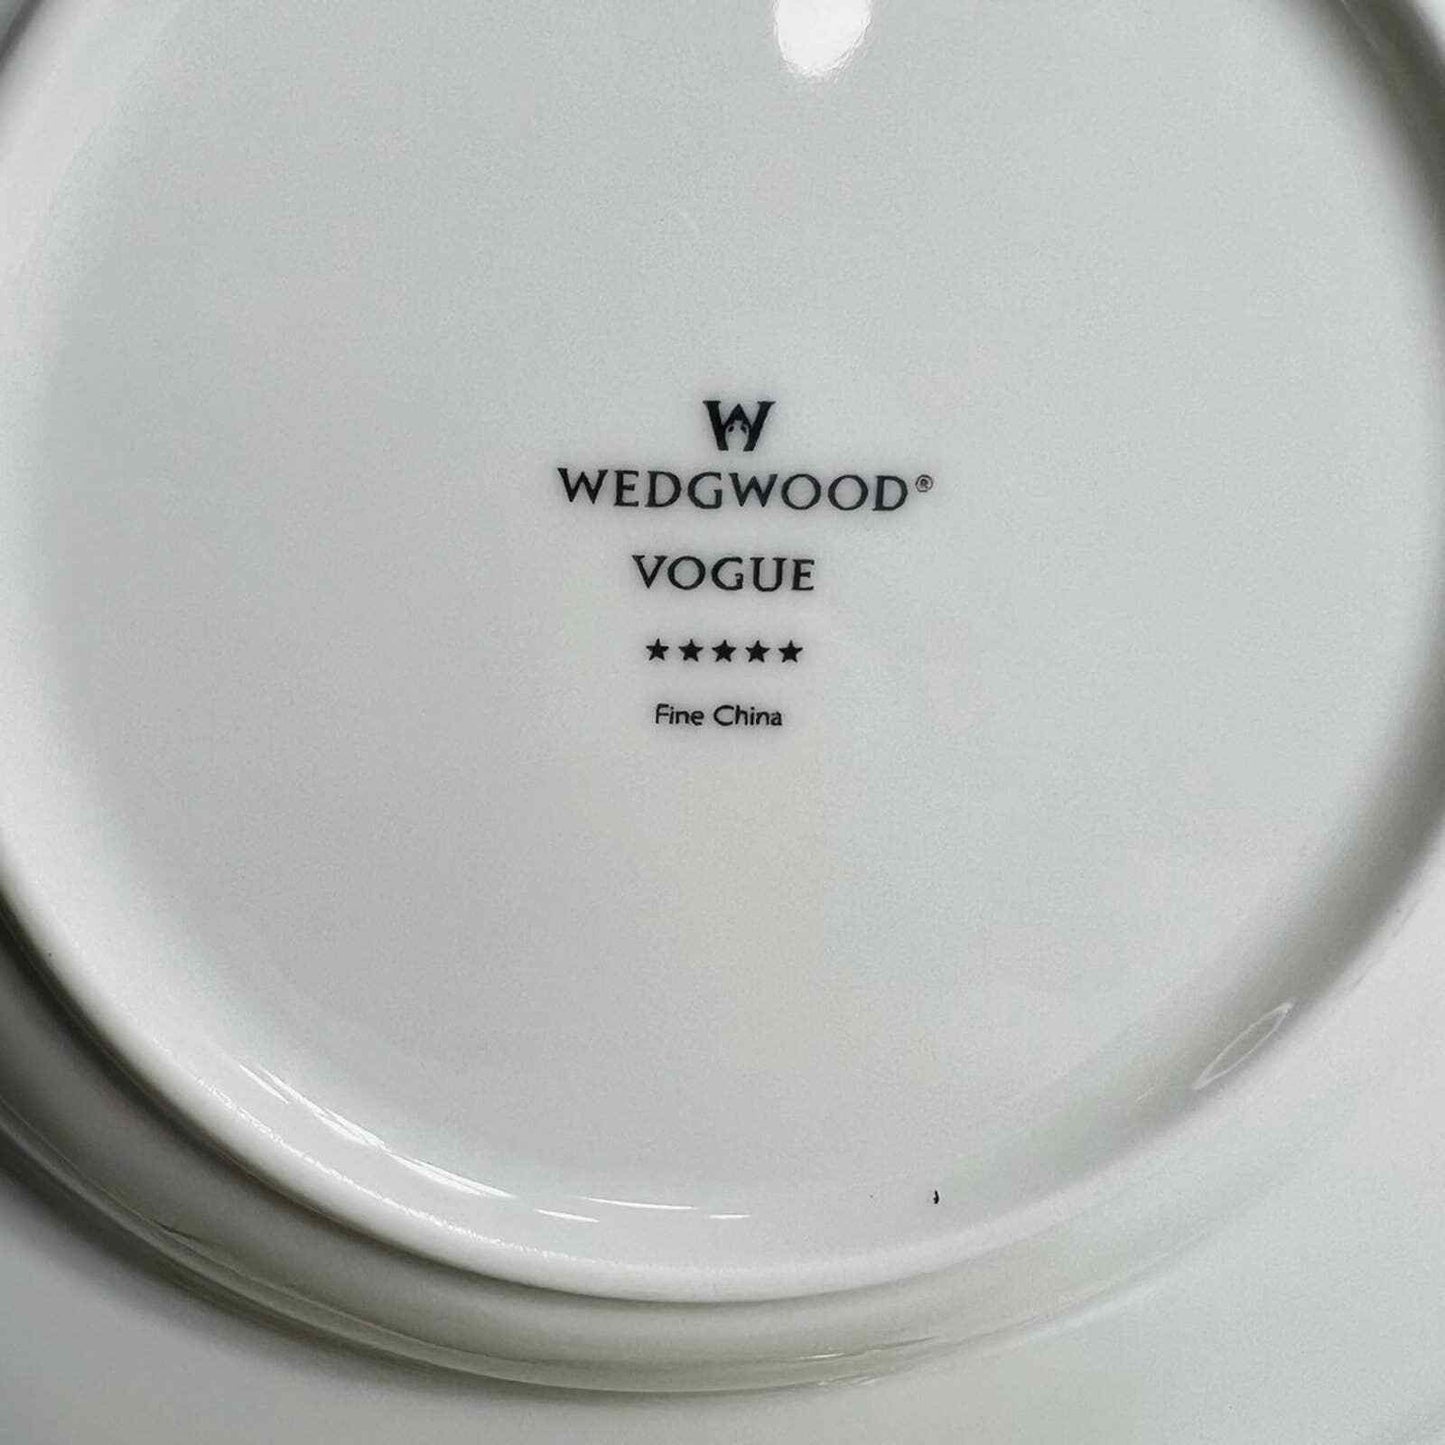 W
WEDGWOOD®
VOGUE
★★★★★
Fine China